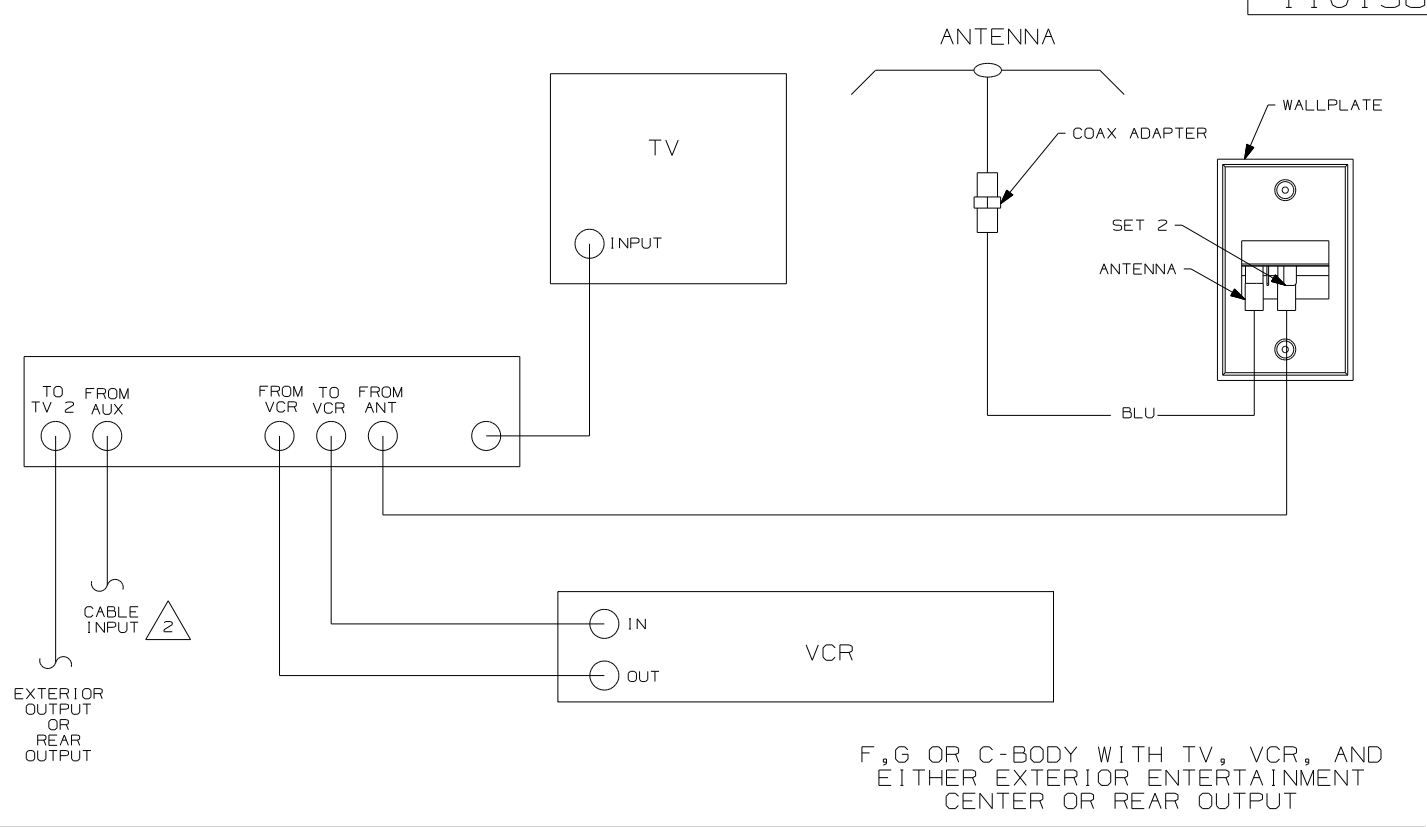 ANTENNA
WALLPLATE
COAX ADAPTER
TV
SET 2
INPUT
ANTENNA
TO
TV 2
FROM
AUX
FROM
VCR
TO
VCR
FROM
ANT
BLU
CABLE
INPUT
2
IN
VCR
OUT
EXTERIOR
OUTPUT
OR
REAR
OUTPUT
F,G OR C-BODY WITH TV, VCR, AND
EITHER EXTERIOR ENTERTAINMENT
CENTER OR REAR OUTPUT